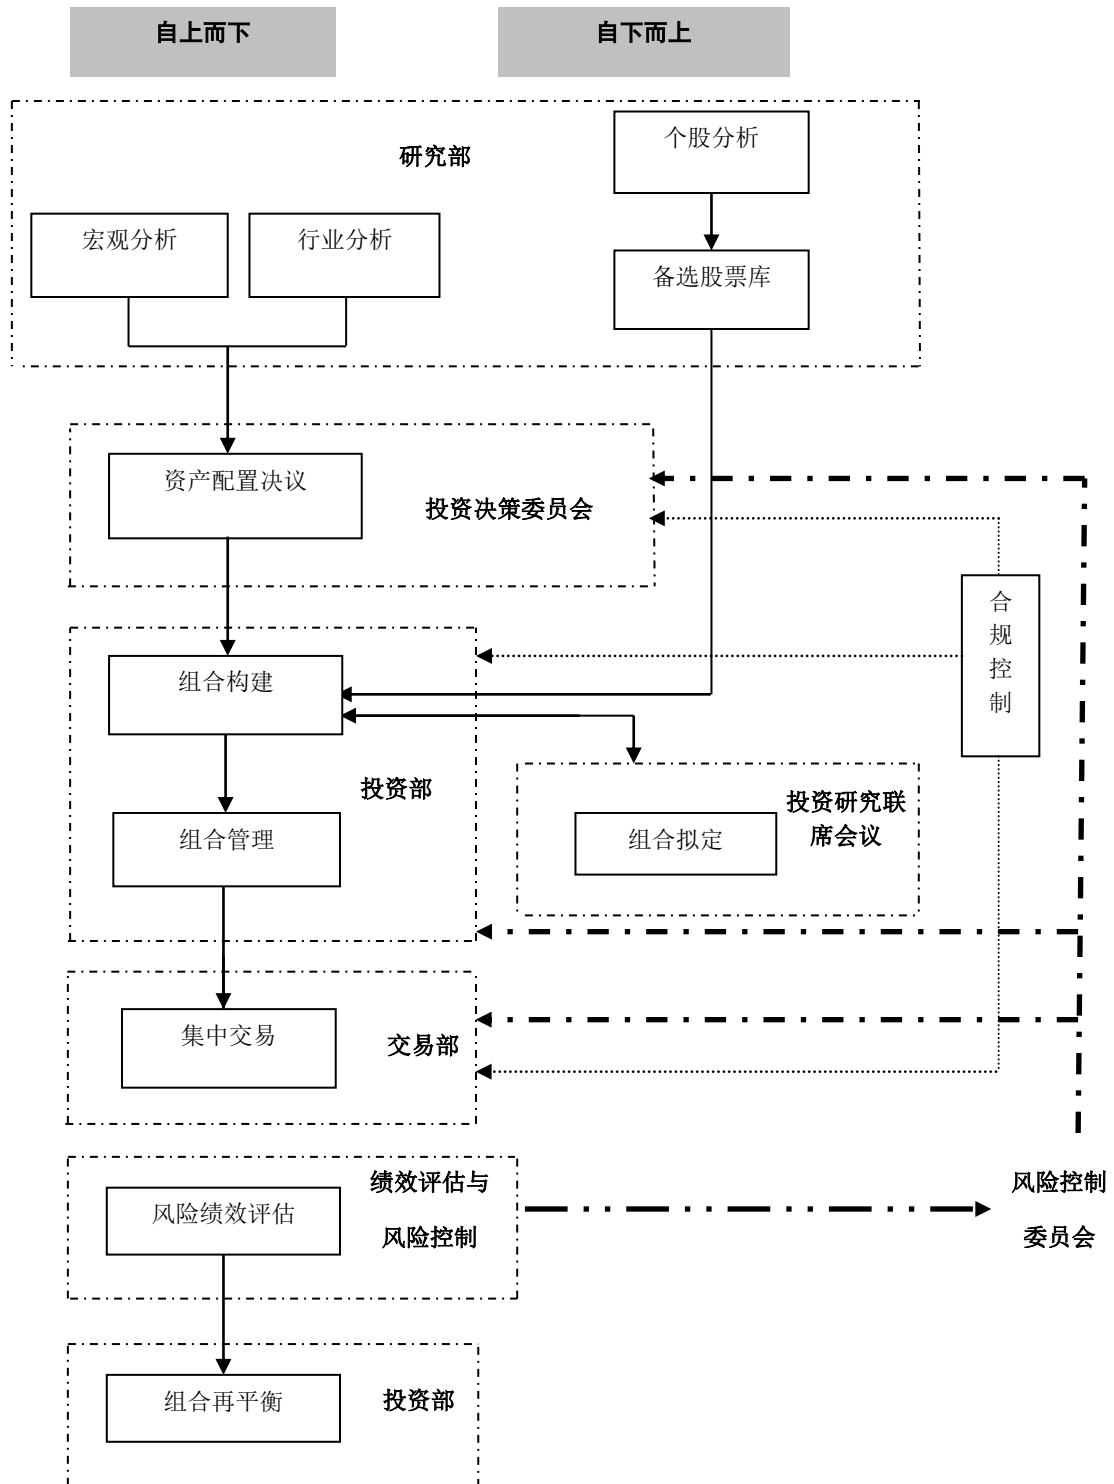 自上而下
自下而上
个股分析
研究部
宏观分析
行业分析
备选股票库
资产配置决议
投资决策委员会
合
规
控
制
组合构建
投资部
投资研究联
席会议
组合管理
组合拟定
集中交易
交易部
绩效评估与
风险控制
风险绩效评估
风险控制
委员会
组合再平衡
投资部